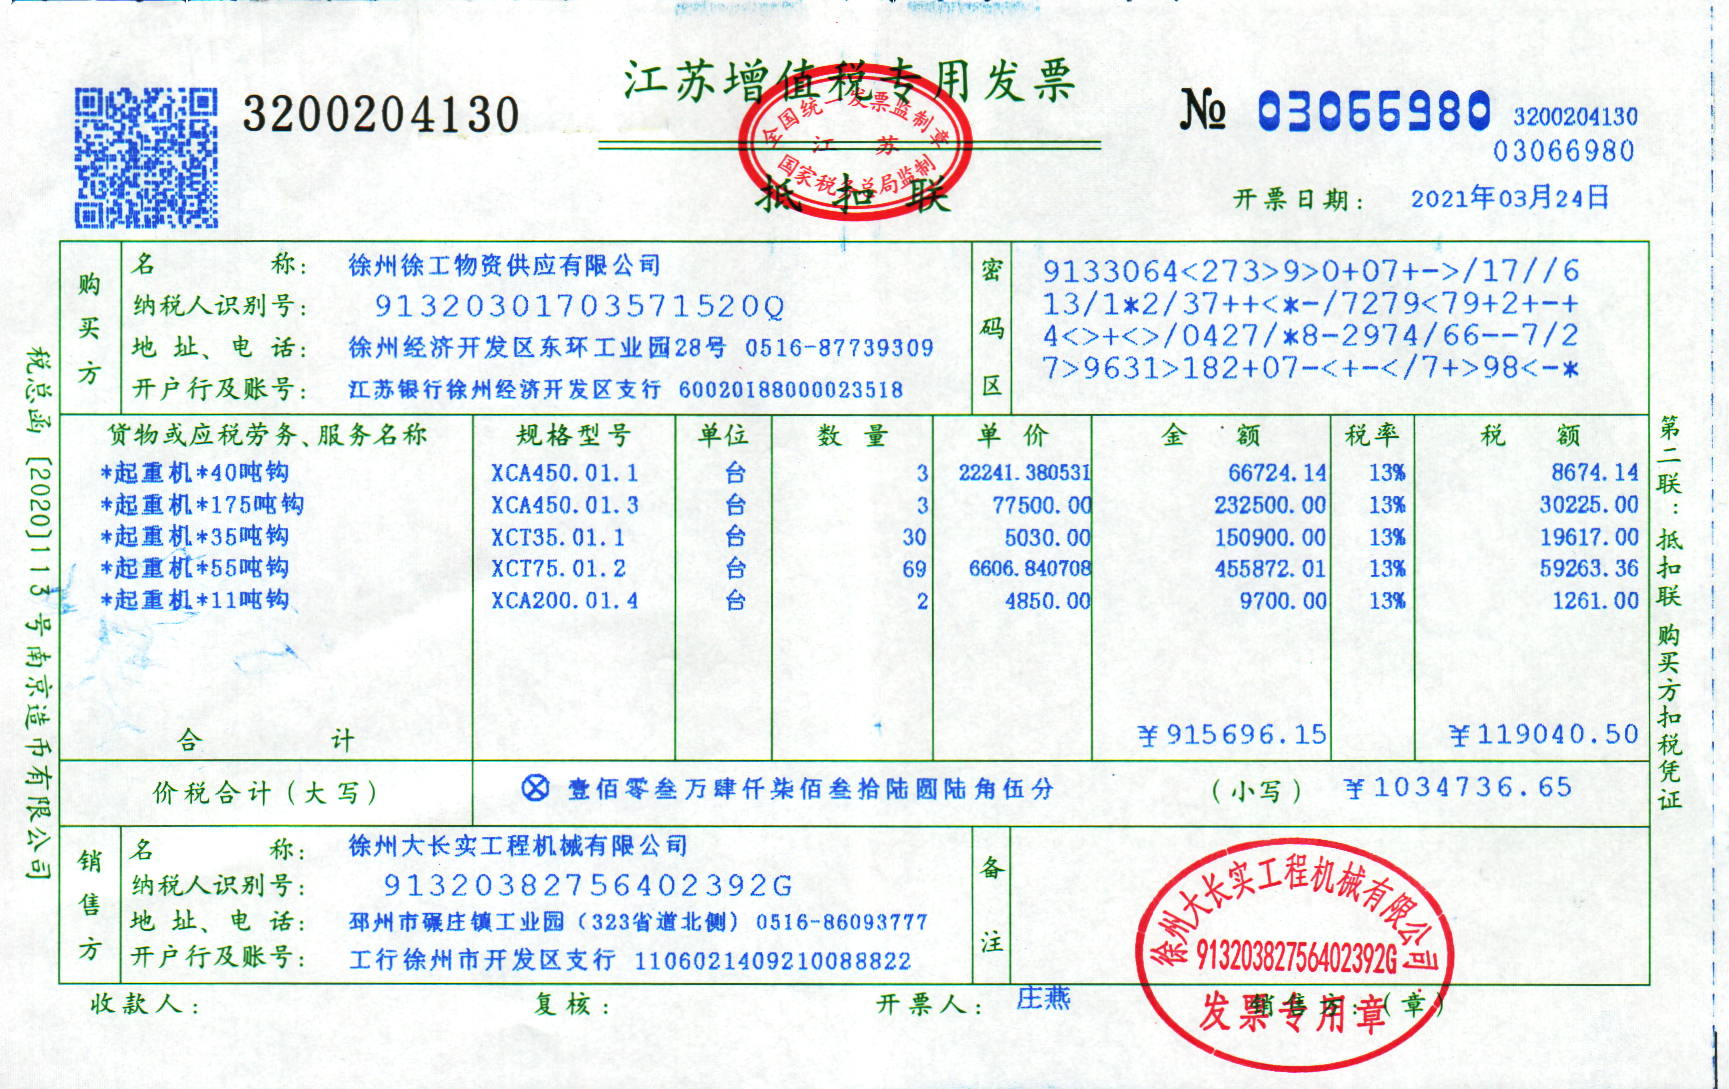 江苏增值税专用发票
3200204130
全国统一发票监制章
江 苏
国家税务总局监制
抵 扣 联
№ 03066980 3200204130
03066980
开票日期: 2021年03月24日
购买方
名 称: 徐州徐工物资供应有限公司
纳税人识别号: 91320301703571520Q
地 址、电 话: 徐州经济开发区东环工业园28号 0516-87739309
开户行及账号: 江苏银行徐州经济开发区支行 60020188000023518
密码区
9133064<273>9>0+07+->/17//6
13/1*2/37++<*-/7279<79+2+-+
4<>+<>/0427/*8-2974/66--7/2
7>9631>182+07-<+-</7+>98<-*
货物或应税劳务、服务名称 规格型号 单位 数 量 单 价 金 额 税率 税 额
*起重机*40吨钩 XCA450.01.1 台 3 22241.380531 66724.14 13% 8674.14
*起重机*175吨钩 XCA450.01.3 台 3 77500.00 232500.00 13% 30225.00
*起重机*35吨钩 XCT35.01.1 台 30 5030.00 150900.00 13% 19617.00
*起重机*55吨钩 XCT75.01.2 台 69 6606.840708 455872.01 13% 59263.36
*起重机*11吨钩 XCA200.01.4 台 2 4850.00 9700.00 13% 1261.00
合 计 ¥915696.15 ¥119040.50
价税合计(大写) ⊗壹佰零叁万肆仟柒佰叁拾陆圆陆角伍分 (小写) ¥1034736.65
销售方
名 称: 徐州大长实工程机械有限公司
纳税人识别号: 91320382756402392G
地 址、电 话: 邳州市碾庄镇工业园(323省道北侧) 0516-86093777
开户行及账号: 工行徐州市开发区支行 1106021409210088822
备注
徐州大长实工程机械有限公司
91320382756402392G
发票专用章
收款人: 复核: 开票人: 庄燕 销售方:(章)
税总函[2020]113号南京造币有限公司
第二联:抵扣联 购买方扣税凭证